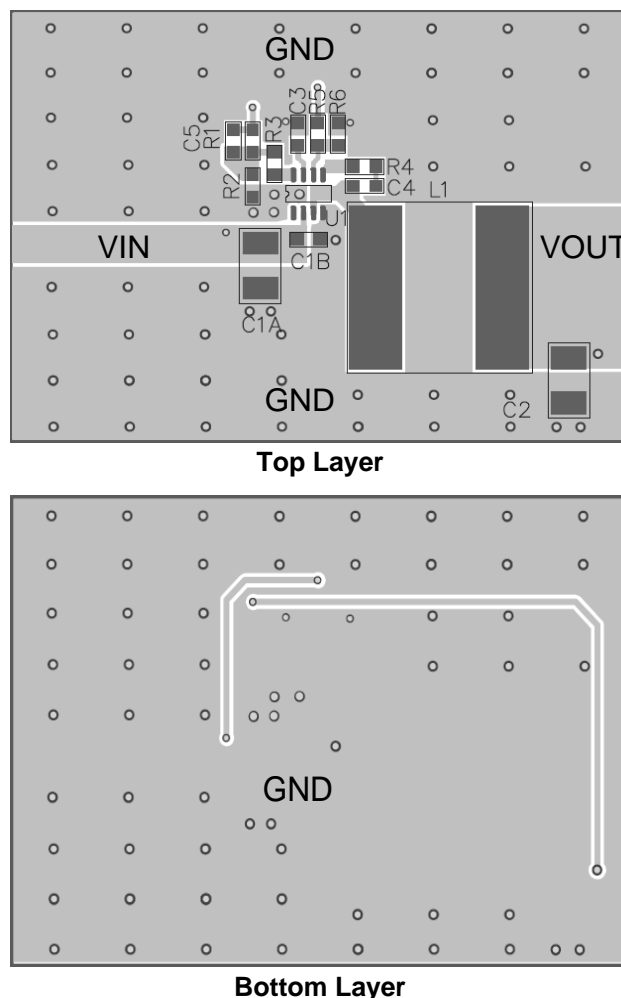 GND
C3
R5
R6
C5
R1
R3
R2
R4
C4
L1
U1
VIN
VOUT
C1B
C1A
GND
C2
Top Layer
GND
Bottom Layer